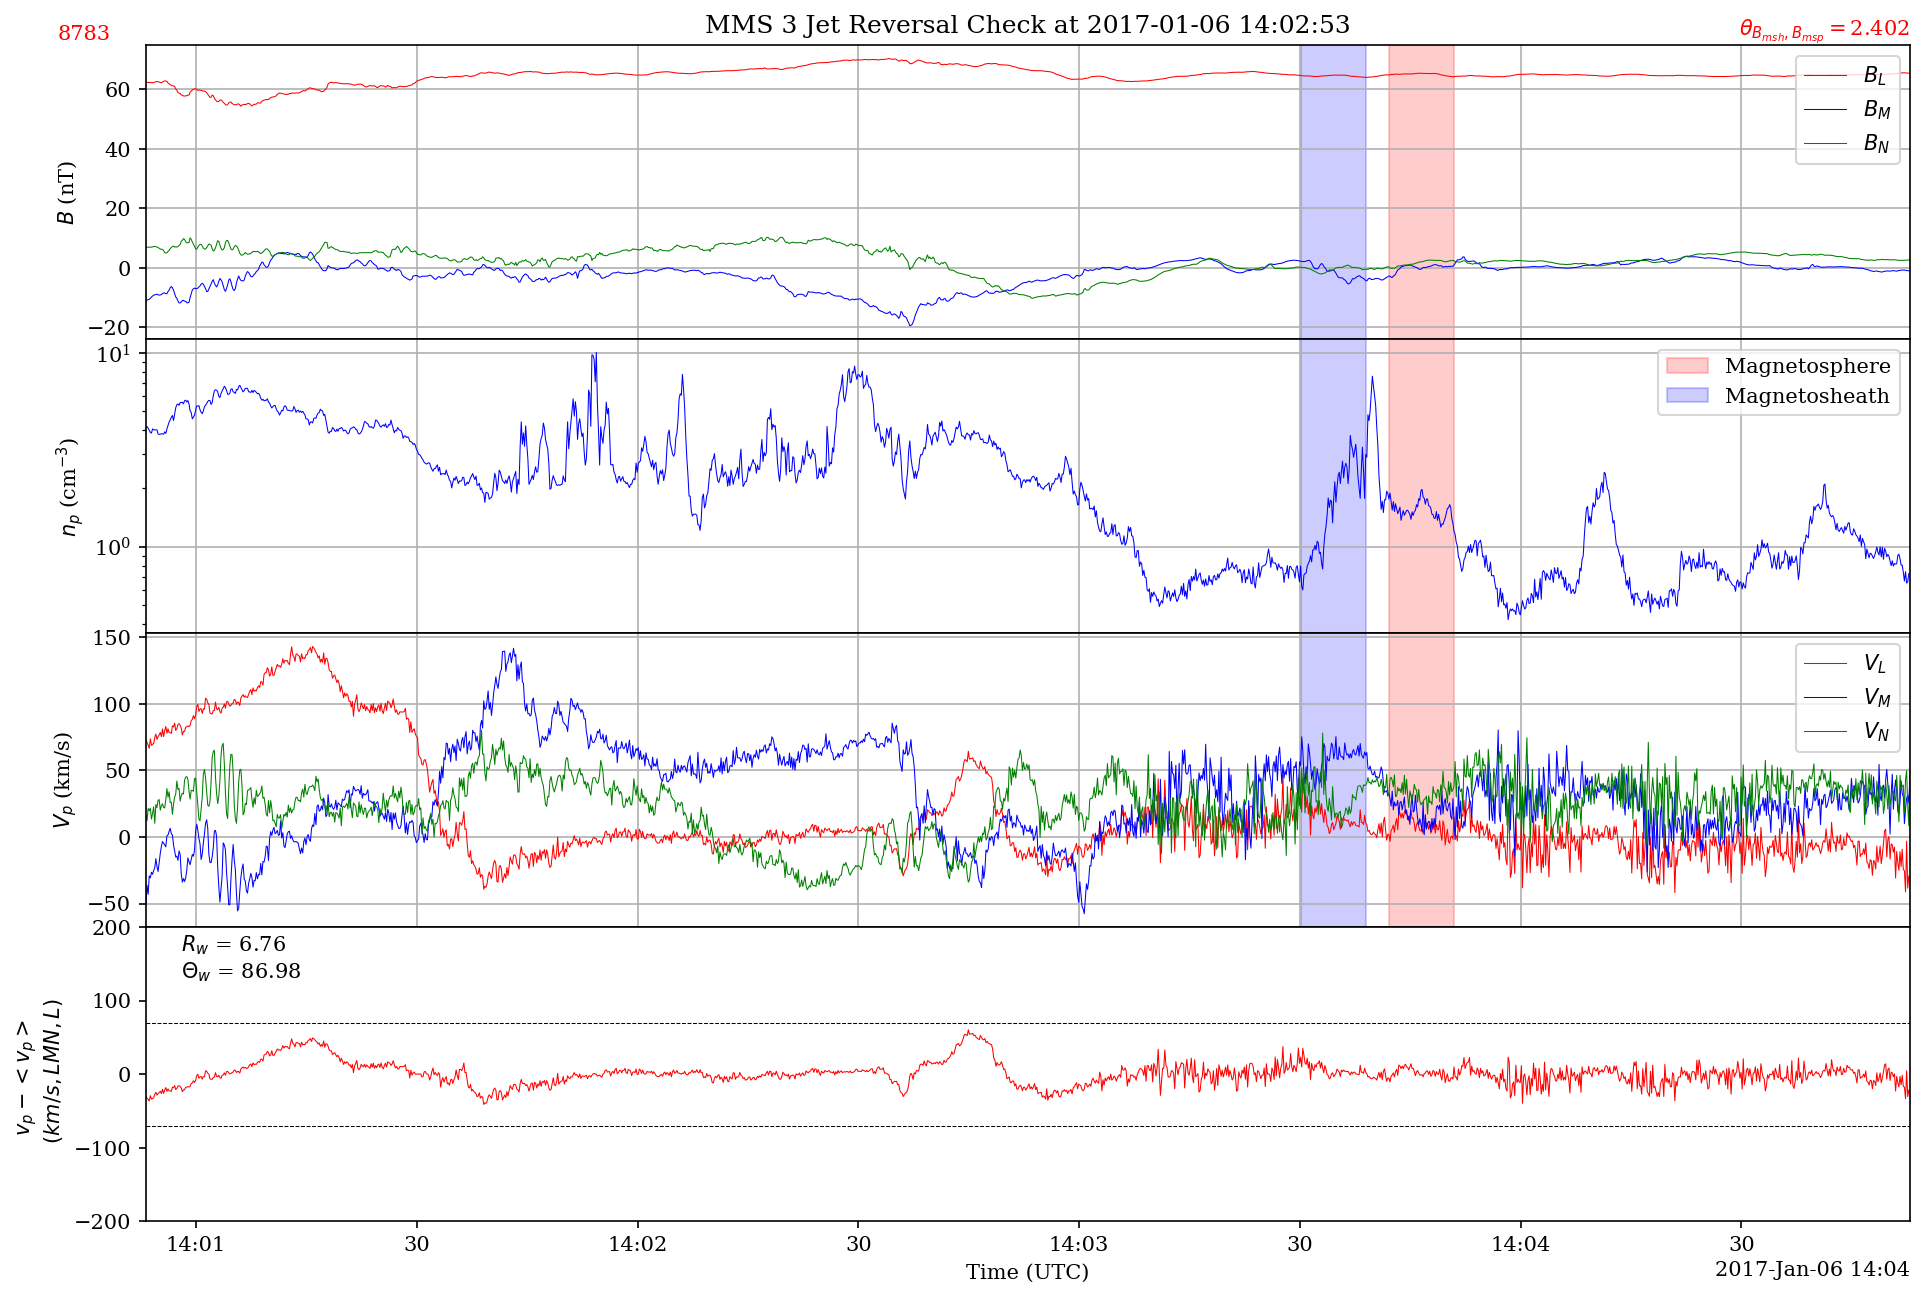 8783
MMS 3 Jet Reversal Check at 2017-01-06 14:02:53
θ_{B_{msh}, B_{msp}} = 2.402
B (nT)
60
40
20
0
−20
B_L
B_M
B_N
n_p (cm^{−3})
10^1
10^0
Magnetosphere
Magnetosheath
V_p (km/s)
150
100
50
0
−50
V_L
V_M
V_N
v_p − < v_p >
(km/s, LMN, L)
200
100
0
−100
−200
R_w = 6.76
Θ_w = 86.98
14:01 30 14:02 30 14:03 30 14:04 30
Time (UTC)
2017-Jan-06 14:04